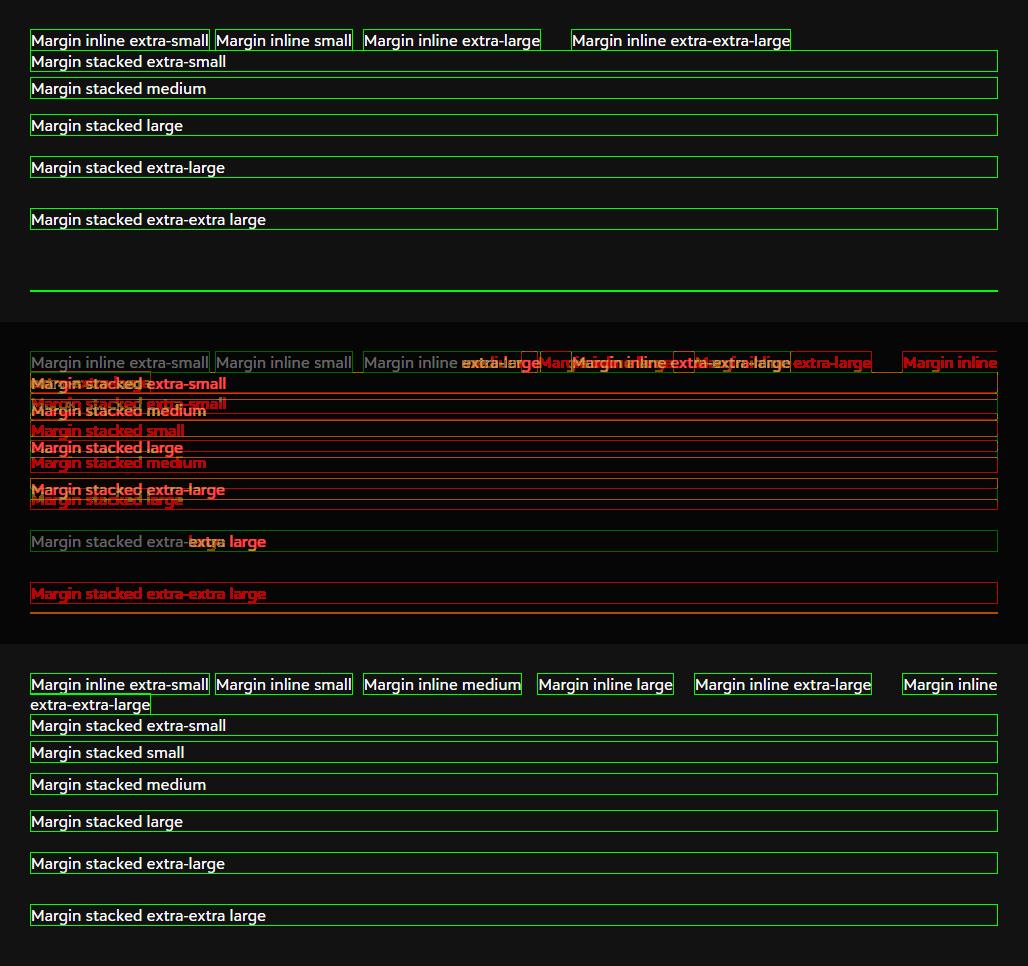 Margin inline extra-small Margin inline small Margin inline extra-large Margin inline extra-extra-large
Margin stacked extra-small
Margin stacked medium
Margin stacked large
Margin stacked extra-large
Margin stacked extra-extra large
Margin inline extra-small Margin inline small Margin inline extra-large Margin inline extra-extra-large extra-large Margin inline
Margin stacked extra-small
Margin stacked extra-small
Margin stacked medium
Margin stacked small
Margin stacked large
Margin stacked medium
Margin stacked extra-large
Margin stacked large
Margin stacked extra-extra large
Margin stacked extra-extra large
Margin inline extra-small Margin inline small Margin inline medium Margin inline large Margin inline extra-large Margin inline
extra-extra-large
Margin stacked extra-small
Margin stacked small
Margin stacked medium
Margin stacked large
Margin stacked extra-large
Margin stacked extra-extra large